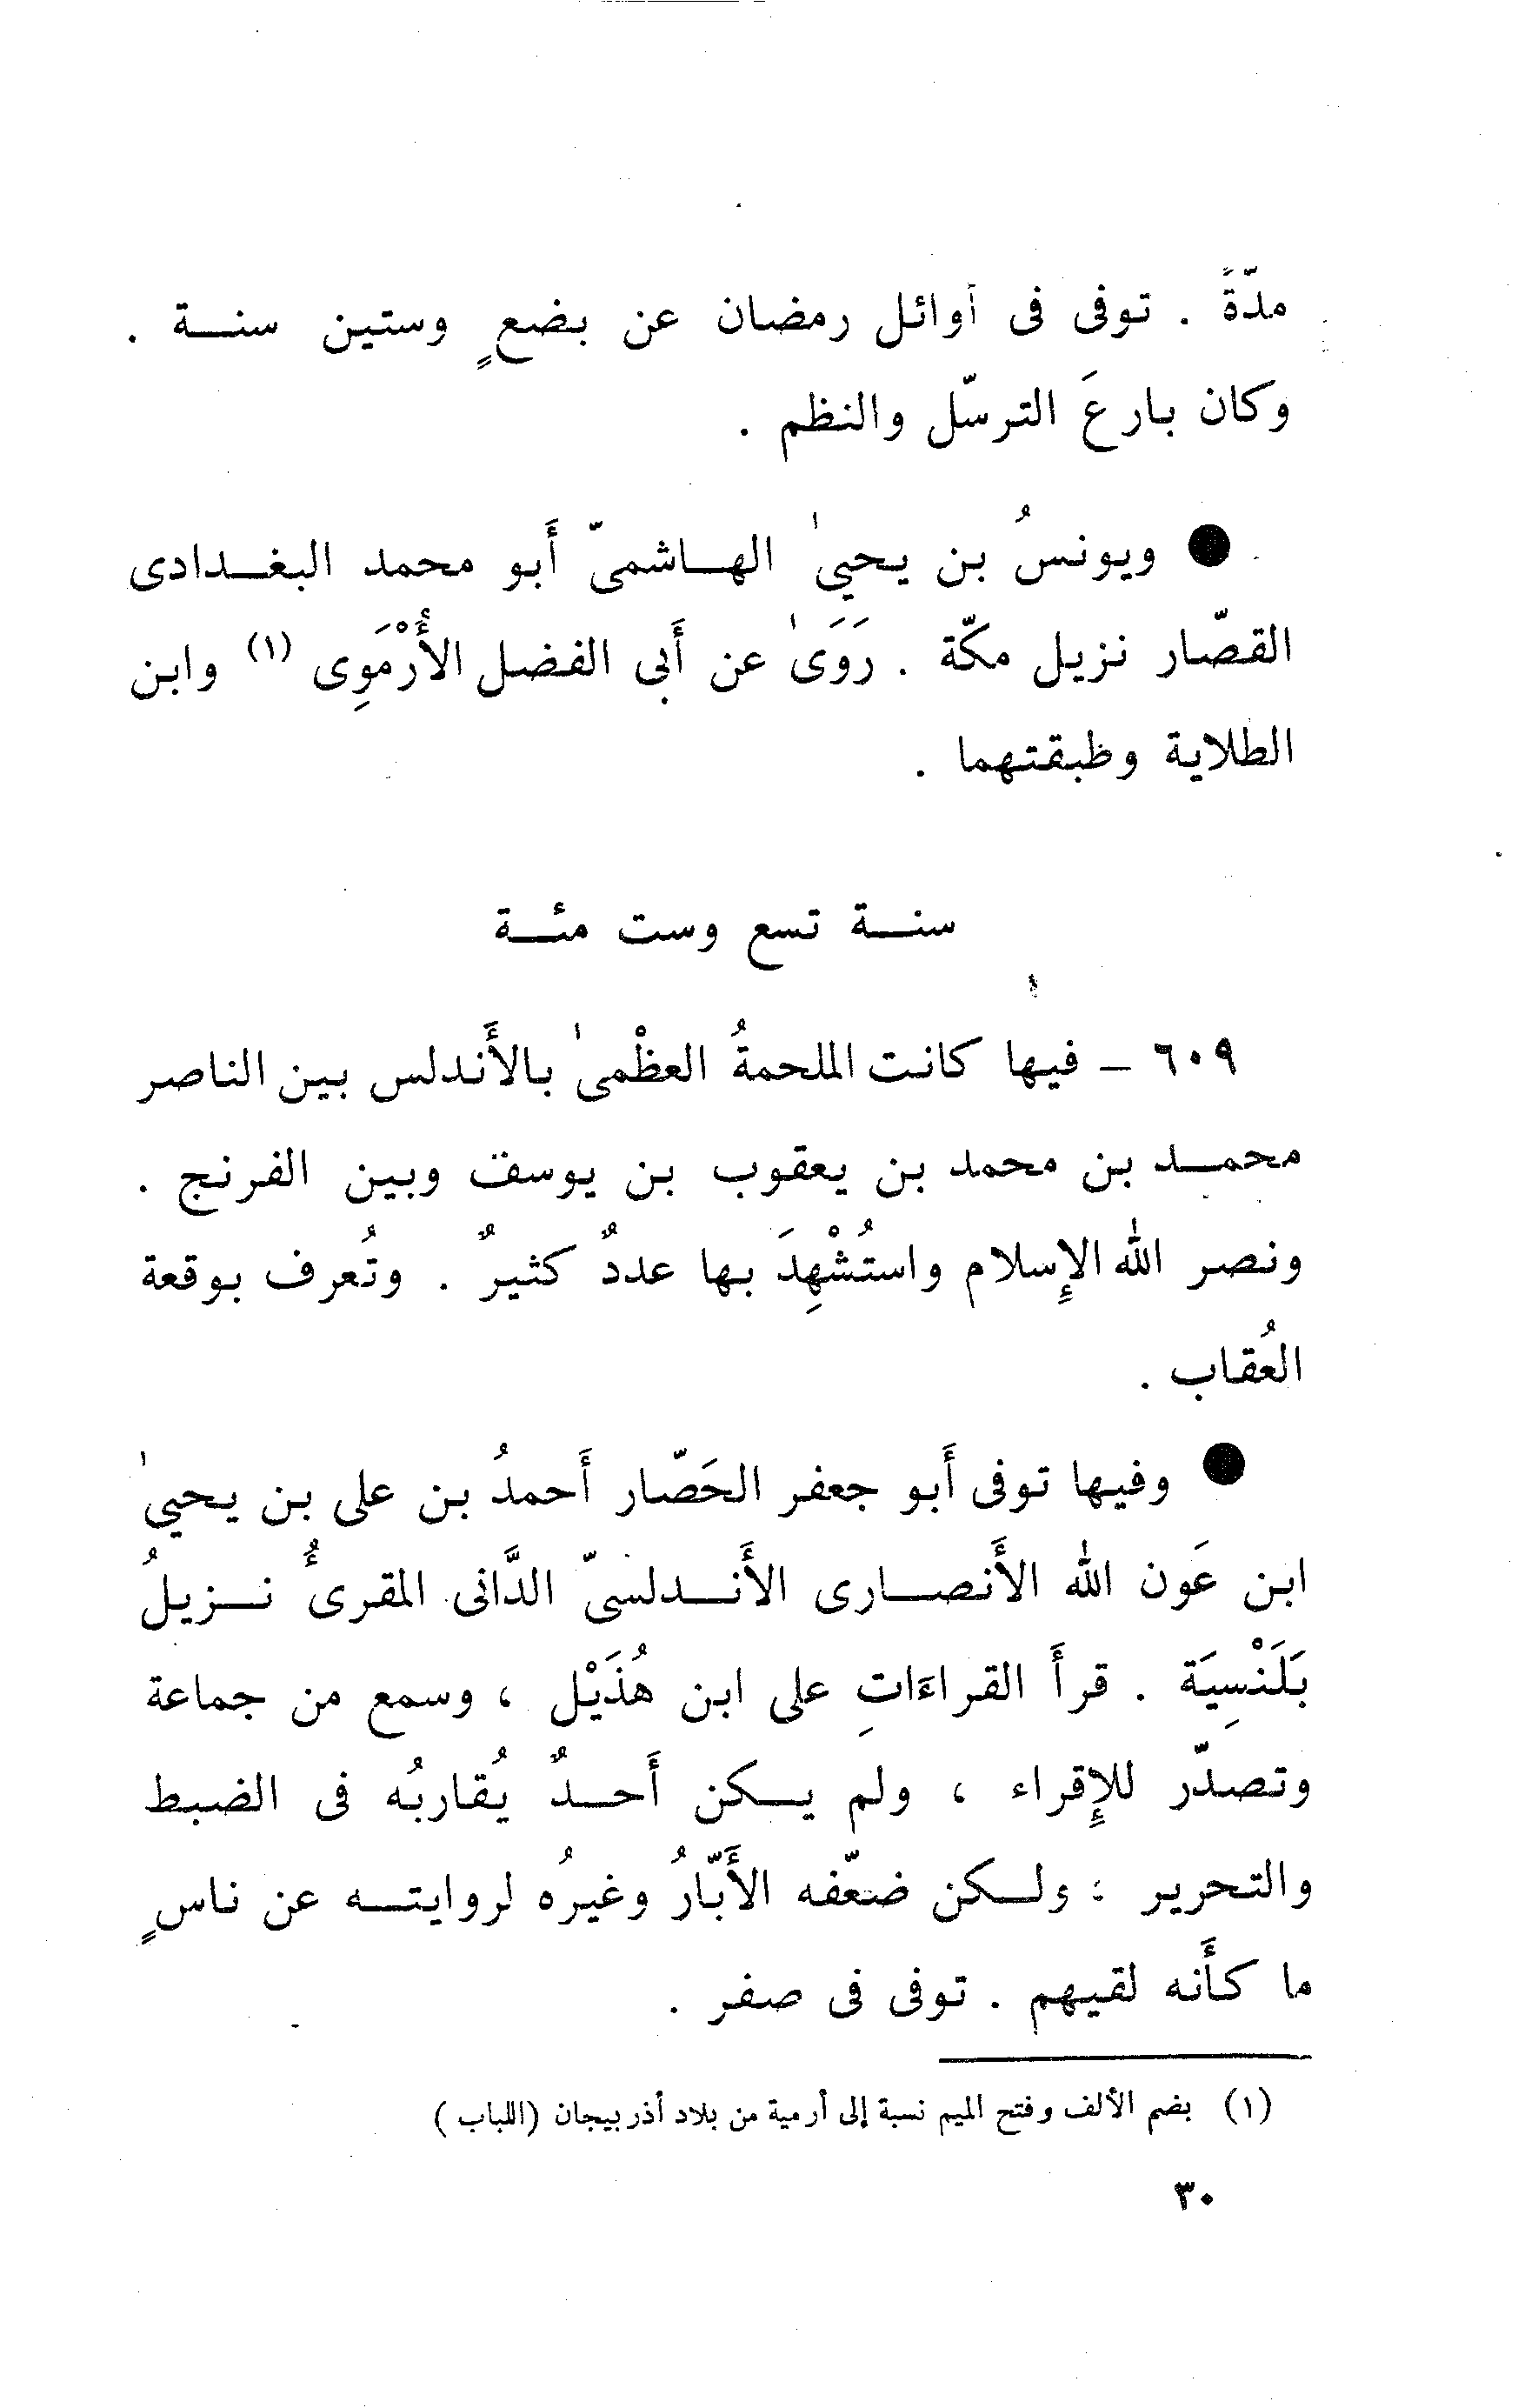 مدّةً . توفى فى أوائل رمضان عن بضعٍ وستين سنة .
وكان بارعَ الترسّل والنظم .
● ويونسُ بن يحيىٰ الهاشمىّ أَبو محمد البغدادى
القصّار نزيل مكّة . رَوَىٰ عن أَبى الفضل الأُرْمَوِى (١) وابن
الطلاية وطبقتهما .
سنة تسع وست مئة
٦٠٩ – فيها كانت الملحمةُ العظْمىٰ بالأَندلس بين الناصر
محمد بن محمد بن يعقوب بن يوسف وبين الفرنج .
ونصر الله الإِسلام واستُشْهِدَ بها عددٌ كثيرٌ . وتُعرف بوقعة
العُقاب .
● وفيها توفى أَبو جعفر الحَصّار أَحمدُ بن على بن يحيىٰ
ابن عَون الله الأَنصارى الأَندلسىّ الدَّانى المقرئُ نزيلُ
بَلَنْسِيَة . قرأَ القراءَاتِ على ابن هُذَيْل ، وسمع من جماعة
وتصدّر للإِقراء ، ولم يكن أَحدٌ يُقاربُه فى الضبط
والتحرير : ولكن ضعّفه الأَبّارُ وغيرُه لروايته عن ناسٍ
ما كأَنه لقيهم . توفى فى صفر .
(١) بضم الألف وفتح الميم نسبة إلى أرمية من بلاد أذربيجان (اللباب)
٣٠